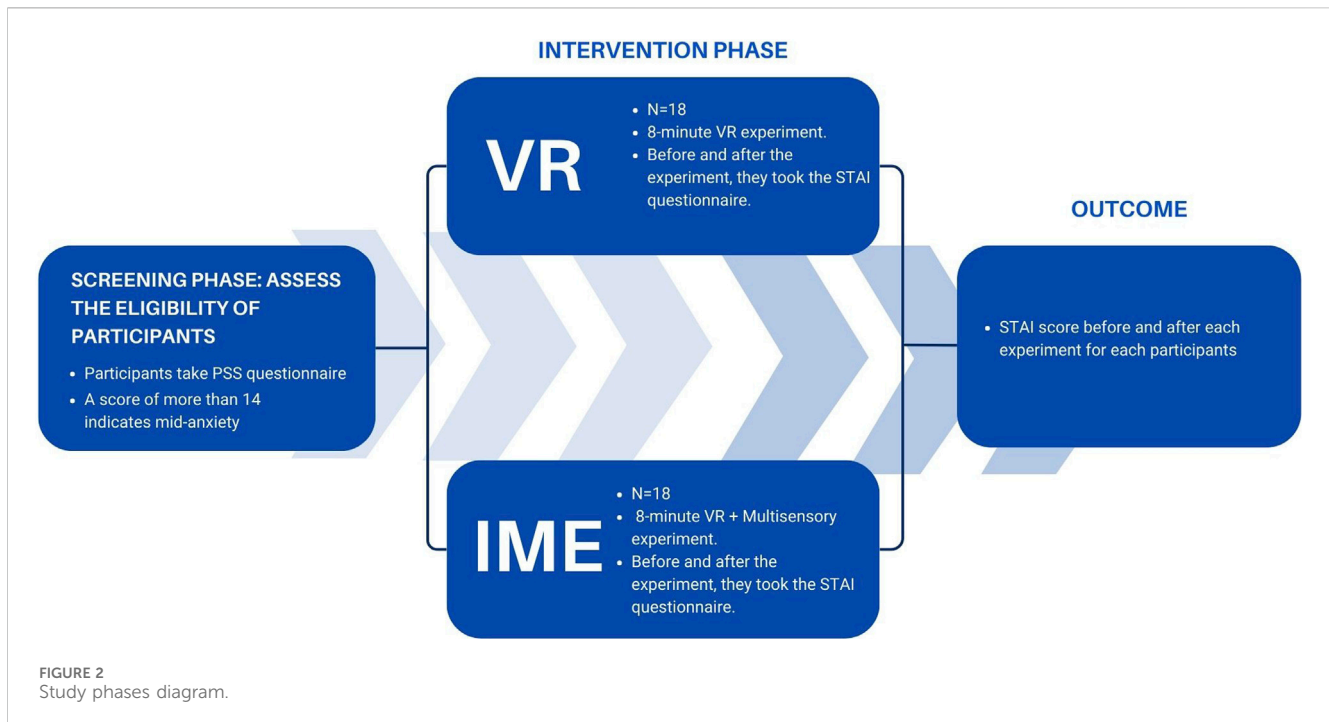 INTERVENTION PHASE
VR
• N=18
• 8-minute VR experiment.
• Before and after the
experiment, they took the STAI
questionnaire.
OUTCOME
SCREENING PHASE: ASSESS
THE ELIGIBILITY OF
PARTICIPANTS
• Participants take PSS questionnaire
• A score of more than 14
indicates mid-anxiety
• STAI score before and after each
experiment for each participants
IME
• N=18
• 8-minute VR + Multisensory
experiment.
• Before and after the
experiment, they took the STAI
questionnaire.
FIGURE 2
Study phases diagram.